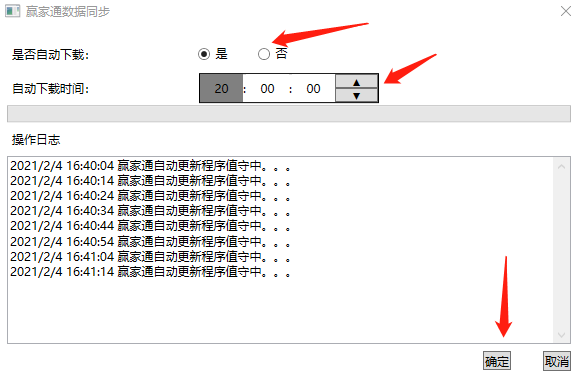 赢家通数据同步
是否自动下载： 是 否
自动下载时间： 20 : 00 : 00
操作日志
2021/2/4 16:40:04 赢家通自动更新程序值守中。。。
2021/2/4 16:40:14 赢家通自动更新程序值守中。。。
2021/2/4 16:40:24 赢家通自动更新程序值守中。。。
2021/2/4 16:40:34 赢家通自动更新程序值守中。。。
2021/2/4 16:40:44 赢家通自动更新程序值守中。。。
2021/2/4 16:40:54 赢家通自动更新程序值守中。。。
2021/2/4 16:41:04 赢家通自动更新程序值守中。。。
2021/2/4 16:41:14 赢家通自动更新程序值守中。。。
确定 取消